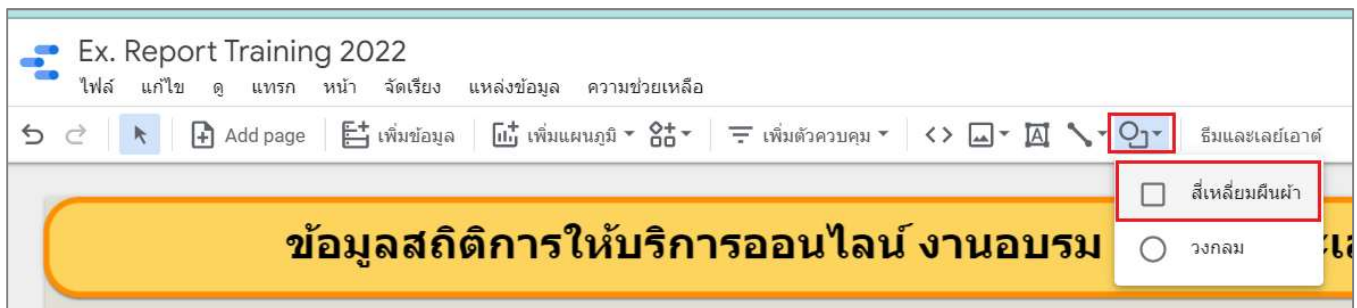 Ex. Report Training 2022
ไฟล์ แก้ไข ดู แทรก หน้า จัดเรียง แหล่งข้อมูล ความช่วยเหลือ
Add page เพิ่มข้อมูล เพิ่มแผนภูมิ เพิ่มตัวควบคุม ธีมและเลย์เอาต์
สี่เหลี่ยมผืนผ้า
ข้อมูลสถิติการให้บริการออนไลน์ งานอบรม
วงกลม